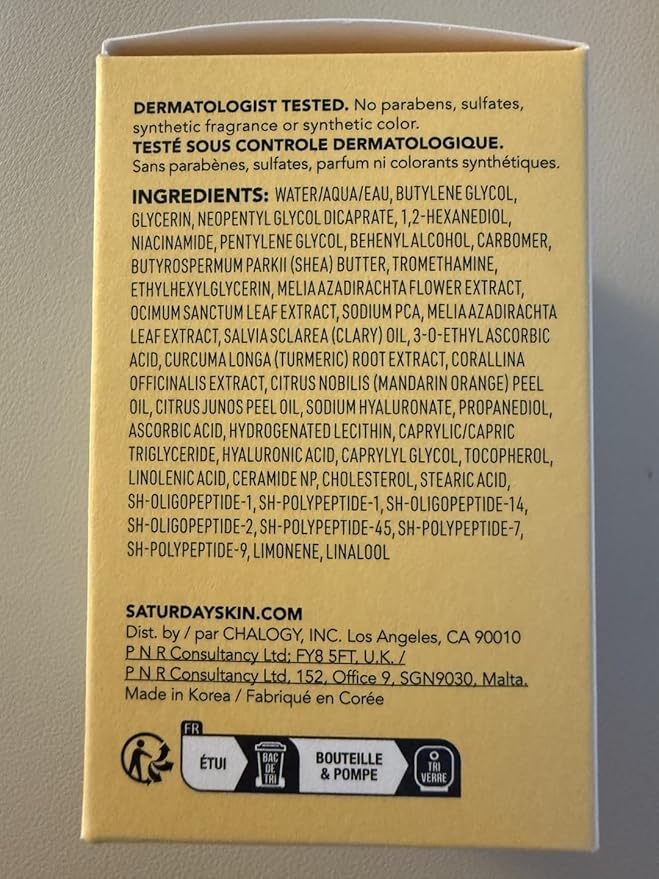 DERMATOLOGIST TESTED. No parabens, sulfates,
synthetic fragrance or synthetic color.
TESTÉ SOUS CONTROLE DERMATOLOGIQUE.
Sans parabènes, sulfates, parfum ni colorants synthétiques.
INGREDIENTS: WATER/AQUA/EAU, BUTYLENE GLYCOL,
GLYCERIN, NEOPENTYL GLYCOL DICAPRATE, 1,2-HEXANEDIOL,
NIACINAMIDE, PENTYLENE GLYCOL, BEHENYL ALCOHOL, CARBOMER,
BUTYROSPERMUM PARKII (SHEA) BUTTER, TROMETHAMINE,
ETHYLHEXYLGLYCERIN, MELIA AZADIRACHTA FLOWER EXTRACT,
OCIMUM SANCTUM LEAF EXTRACT, SODIUM PCA, MELIA AZADIRACHTA
LEAF EXTRACT, SALVIA SCLAREA (CLARY) OIL, 3-O-ETHYL ASCORBIC
ACID, CURCUMA LONGA (TURMERIC) ROOT EXTRACT, CORALLINA
OFFICINALIS EXTRACT, CITRUS NOBILIS (MANDARIN ORANGE) PEEL
OIL, CITRUS JUNOS PEEL OIL, SODIUM HYALURONATE, PROPANEDIOL,
ASCORBIC ACID, HYDROGENATED LECITHIN, CAPRYLIC/CAPRIC
TRIGLYCERIDE, HYALURONIC ACID, CAPRYLYL GLYCOL, TOCOPHEROL,
LINOLENIC ACID, CERAMIDE NP, CHOLESTEROL, STEARIC ACID,
SH-OLIGOPEPTIDE-1, SH-POLYPEPTIDE-1, SH-OLIGOPEPTIDE-14,
SH-OLIGOPEPTIDE-2, SH-POLYPEPTIDE-45, SH-POLYPEPTIDE-7,
SH-POLYPEPTIDE-9, LIMONENE, LINALOOL
SATURDAYSKIN.COM
Dist. by / par CHALOGY, INC. Los Angeles, CA 90010
P N R Consultancy Ltd; FY8 5FT, U.K. /
P N R Consultancy Ltd, 152, Office 9, SGN9030, Malta.
Made in Korea / Fabriqué en Corée
FR
ÉTUI
BAC
DE
TRI
BOUTEILLE
& POMPE
TRI
VERRE